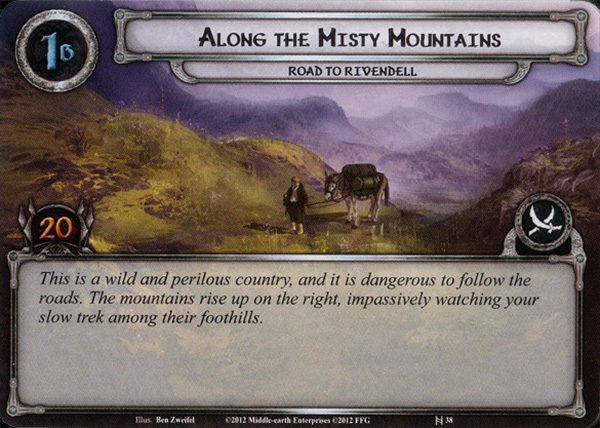 1B
ALONG THE MISTY MOUNTAINS
ROAD TO RIVENDELL
20
This is a wild and perilous country, and it is dangerous to follow the
roads. The mountains rise up on the right, impassively watching your
slow trek among their foothills.
Illus. Ben Zweifel ©2012 Middle-earth Enterprises ©2012 FFG 38